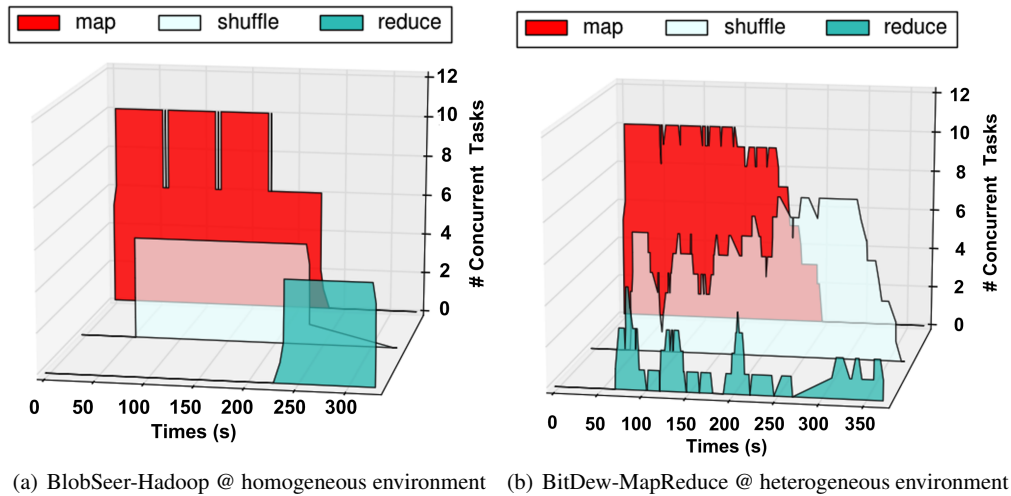 map shuffle reduce
12
10
8
6
4
2
0
# Concurrent Tasks
0 50 100 150 200 250 300
Times (s)
(a) BlobSeer-Hadoop @ homogeneous environment
map shuffle reduce
12
10
8
6
4
2
0
# Concurrent Tasks
0 50 100 150 200 250 300 350
Times (s)
(b) BitDew-MapReduce @ heterogeneous environment